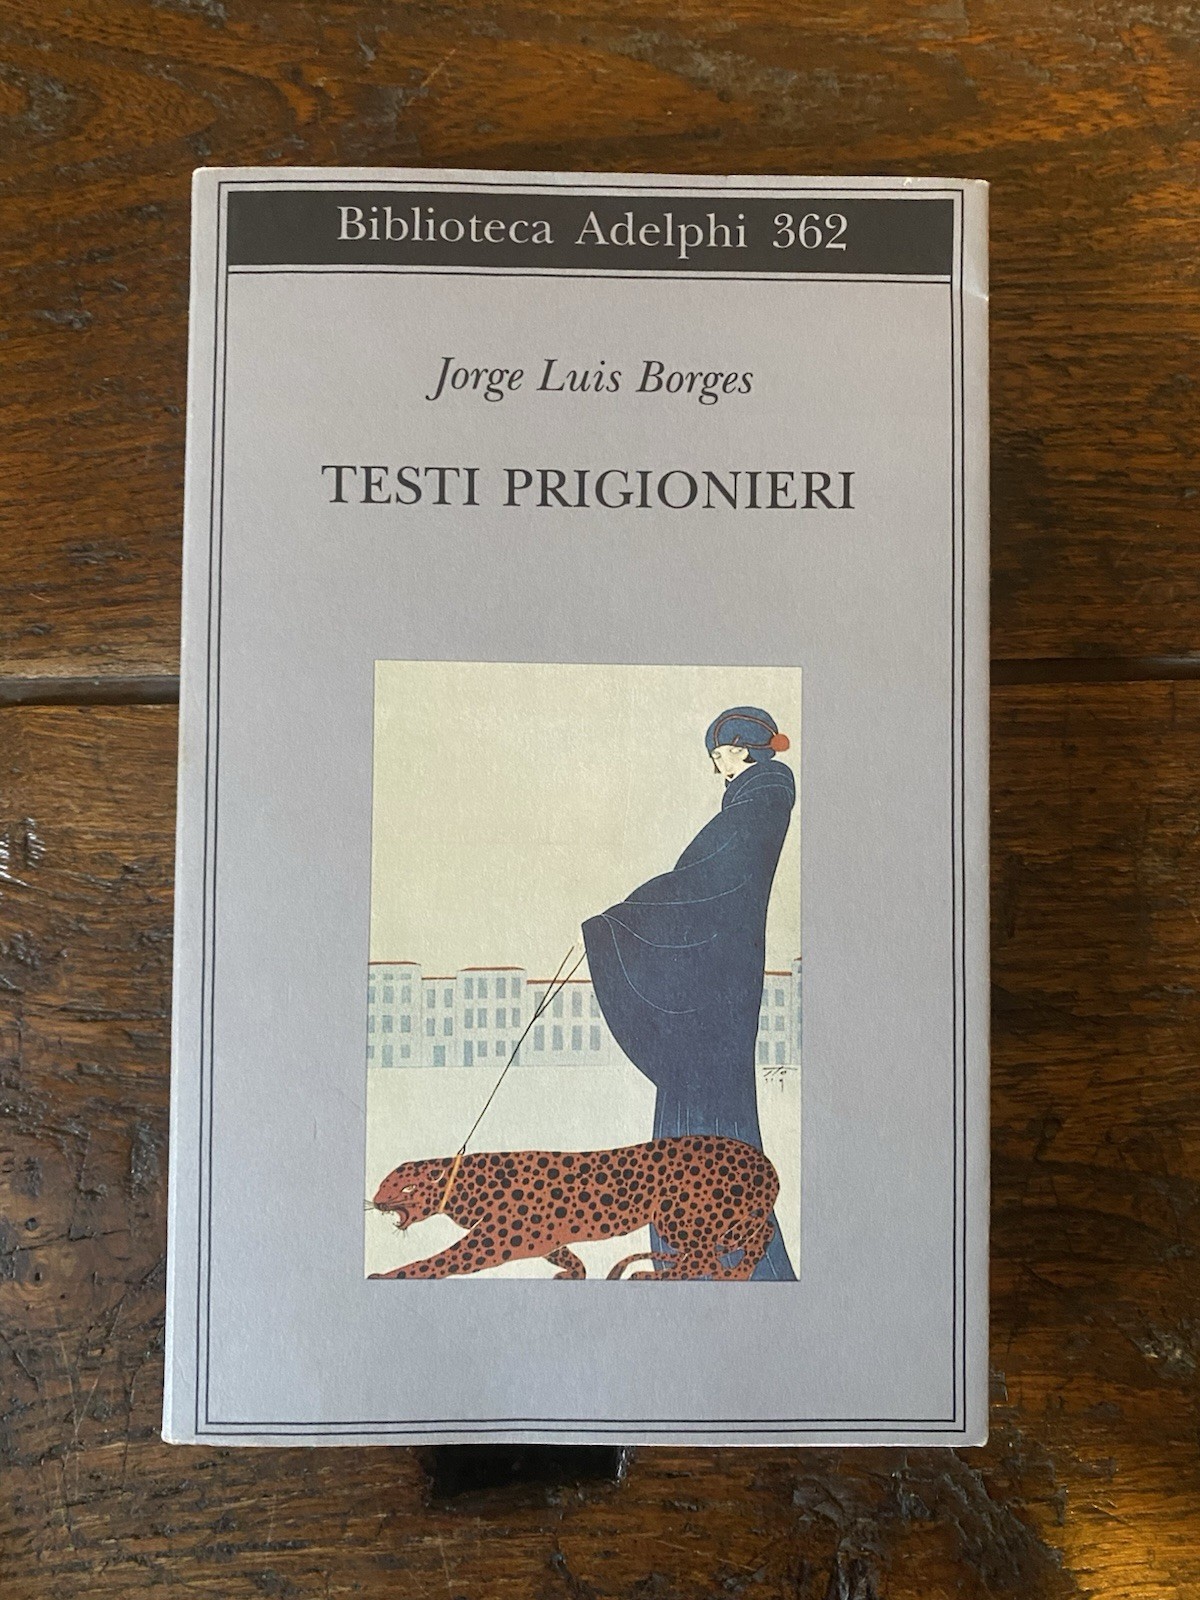 Biblioteca Adelphi 362
Jorge Luis Borges
TESTI PRIGIONIERI